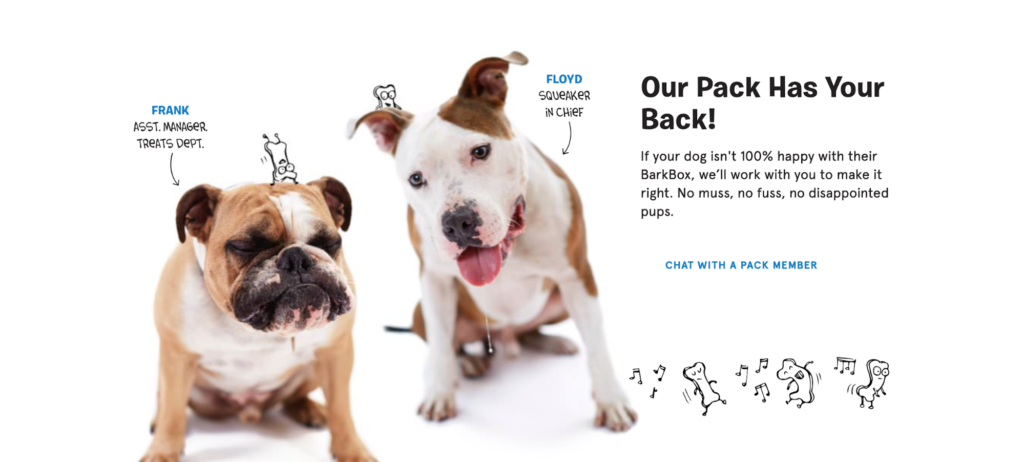 FRANK
ASST. MANAGER
TREATS DEPT.
FLOYD
SQUEAKER
IN CHIEF
Our Pack Has Your
Back!
If your dog isn't 100% happy with their
BarkBox, we’ll work with you to make it
right. No muss, no fuss, no disappointed
pups.
CHAT WITH A PACK MEMBER